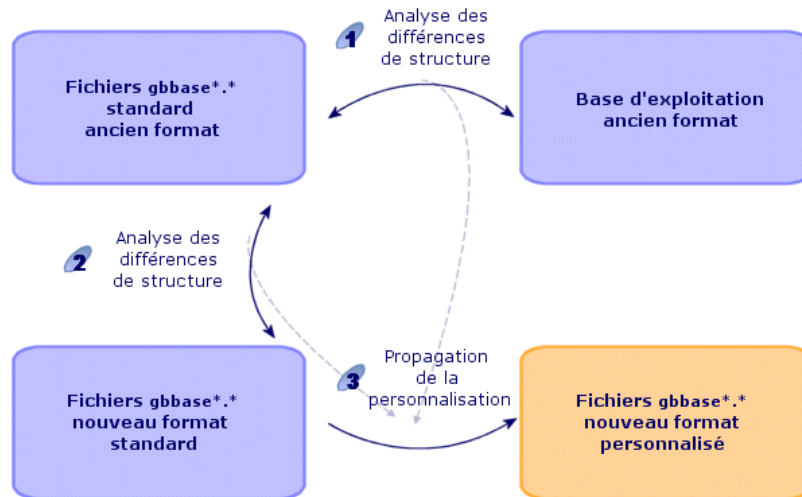 1
Analyse des
différences
de structure
Fichiers gbbase*.*
standard
ancien format
Base d'exploitation
ancien format
2
Analyse des
différences
de structure
3
Propagation
de la
personnalisation
Fichiers gbbase*.*
nouveau format
standard
Fichiers gbbase*.*
nouveau format
personnalisé